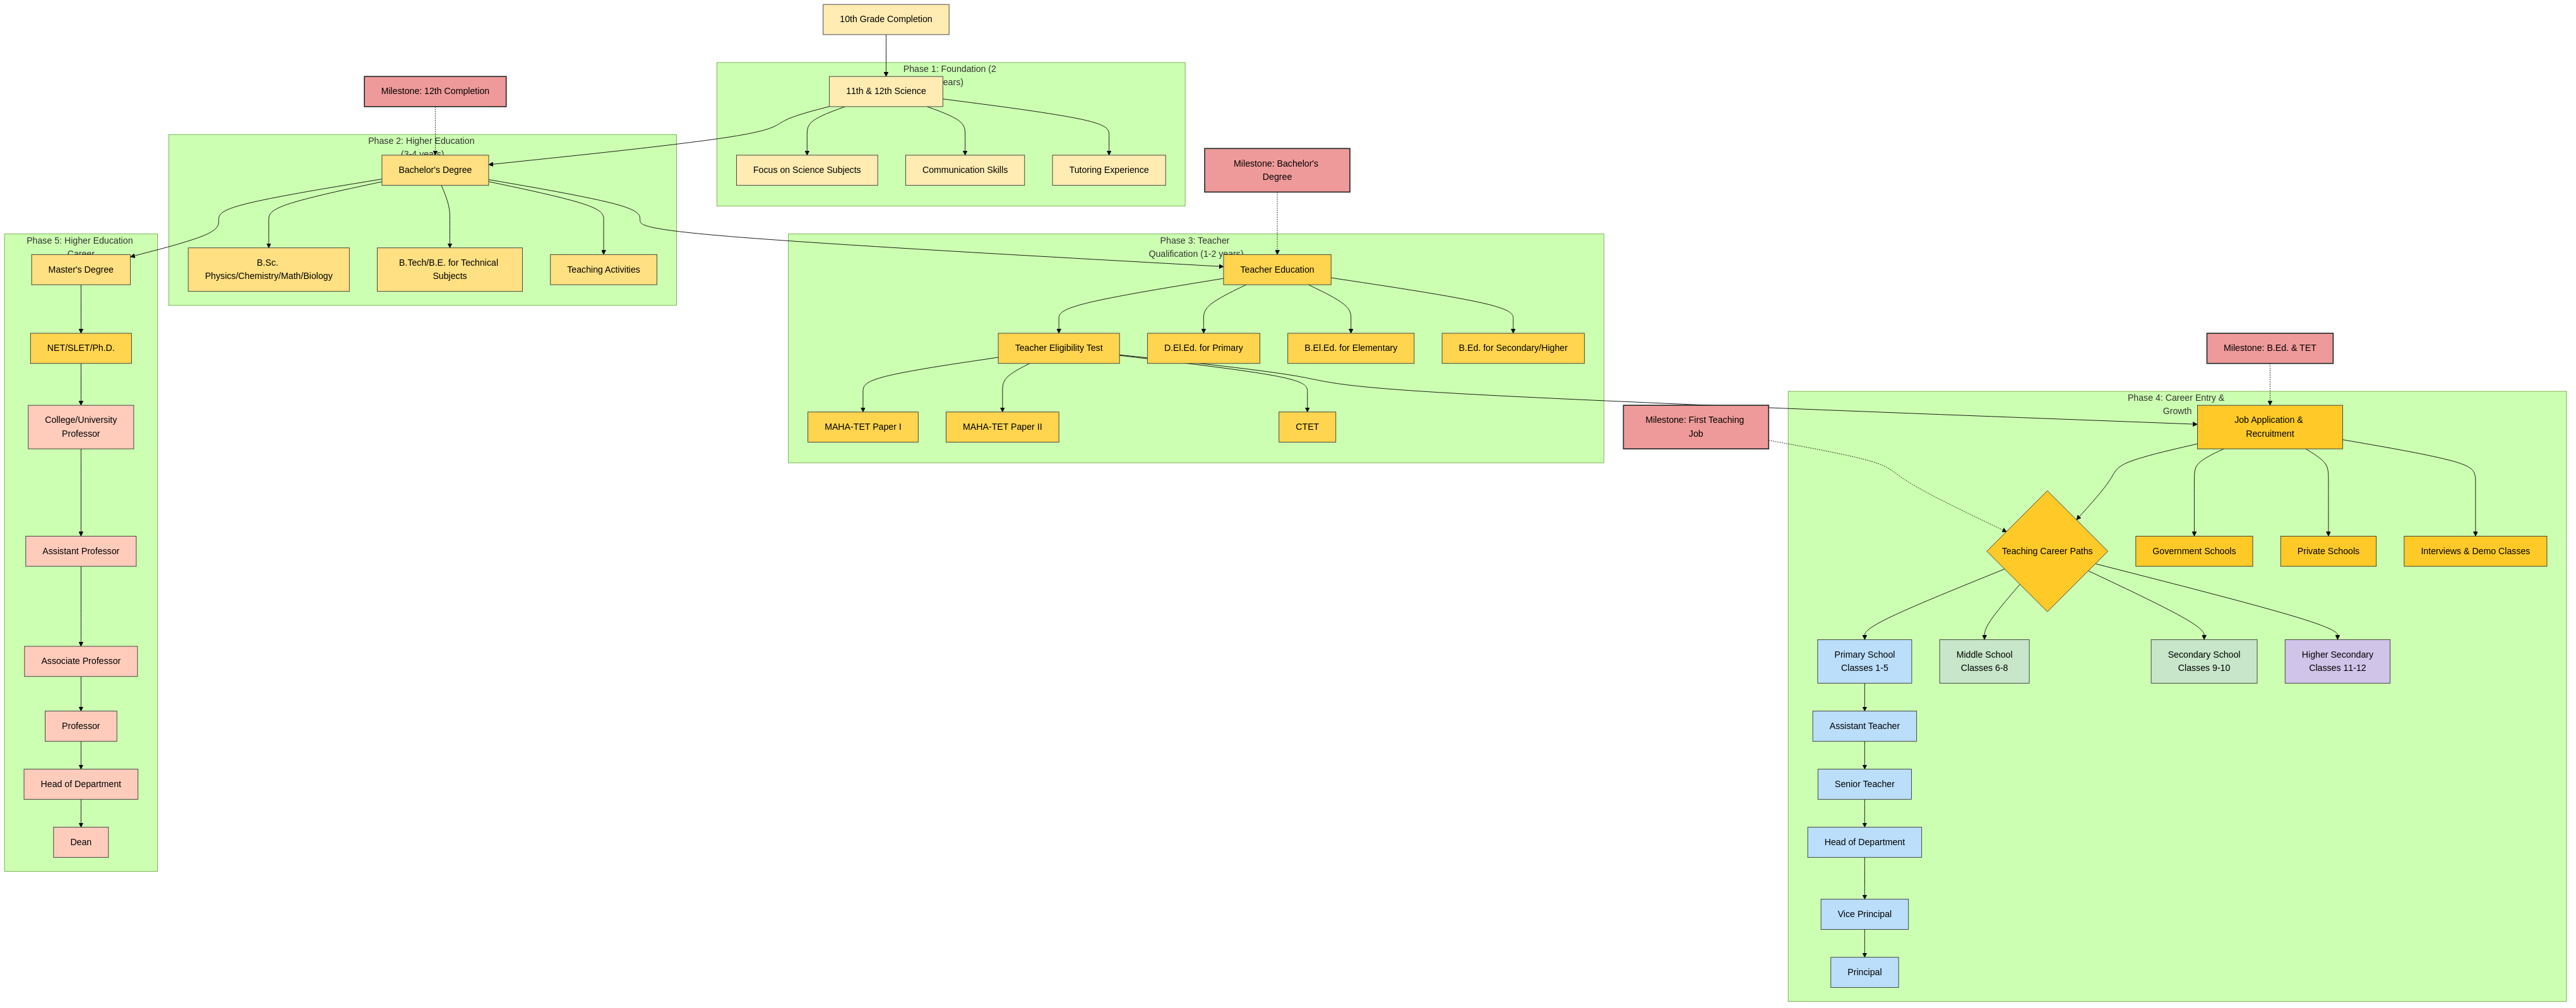 10th Grade Completion
Phase 1: Foundation (2
ears)
11th & 12th Science
Focus on Science Subjects
Communication Skills
Tutoring Experience
Milestone: 12th Completion
Phase 2: Higher Education
(3-4 years)
Bachelor's Degree
B.Sc.
Physics/Chemistry/Math/Biology
B.Tech/B.E. for Technical
Subjects
Teaching Activities
Milestone: Bachelor's
Degree
Phase 3: Teacher
Qualification (1-2 years)
Teacher Education
Teacher Eligibility Test
D.El.Ed. for Primary
B.El.Ed. for Elementary
B.Ed. for Secondary/Higher
MAHA-TET Paper I
MAHA-TET Paper II
CTET
Phase 5: Higher Education
Career
Master's Degree
NET/SLET/Ph.D.
College/University
Professor
Assistant Professor
Associate Professor
Professor
Head of Department
Dean
Milestone: B.Ed. & TET
Milestone: First Teaching
Job
Phase 4: Career Entry &
Growth
Job Application &
Recruitment
Teaching Career Paths
Government Schools
Private Schools
Interviews & Demo Classes
Primary School
Classes 1-5
Middle School
Classes 6-8
Secondary School
Classes 9-10
Higher Secondary
Classes 11-12
Assistant Teacher
Senior Teacher
Head of Department
Vice Principal
Principal